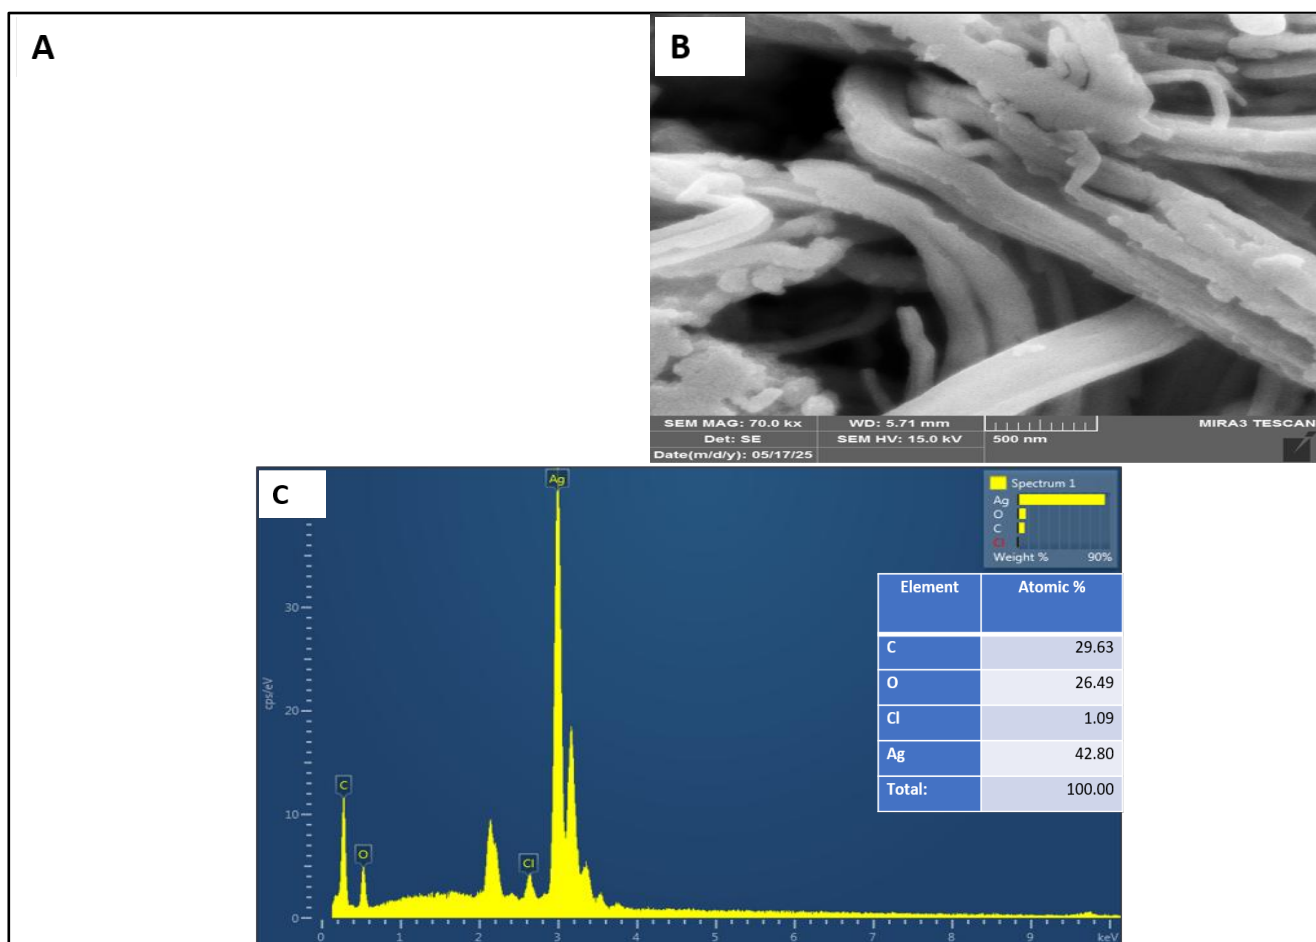 A
B
SEM MAG: 70.0 kx WD: 5.71 mm MIRA3 TESCAN
Det: SE SEM HV: 15.0 kV 500 nm
Date(m/d/y): 05/17/25
C
Ag
C
O
Cl
cps/eV
30
20
10
0
0 1 2 3 4 5 6 7 8 9 keV
Spectrum 1
Ag
O
C
Cl
Weight % 90%
Element Atomic %
C 29.63
O 26.49
Cl 1.09
Ag 42.80
Total: 100.00